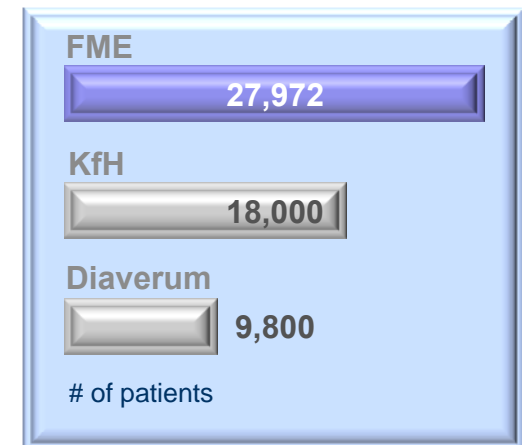 FME
27,972
KfH
18,000
Diaverum
9,800
# of patients